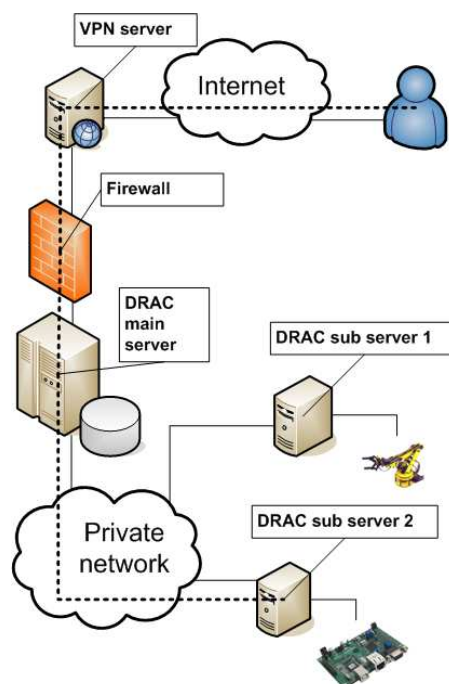 VPN server
Internet
Firewall
DRAC
main
server
DRAC sub server 1
Private
network
DRAC sub server 2